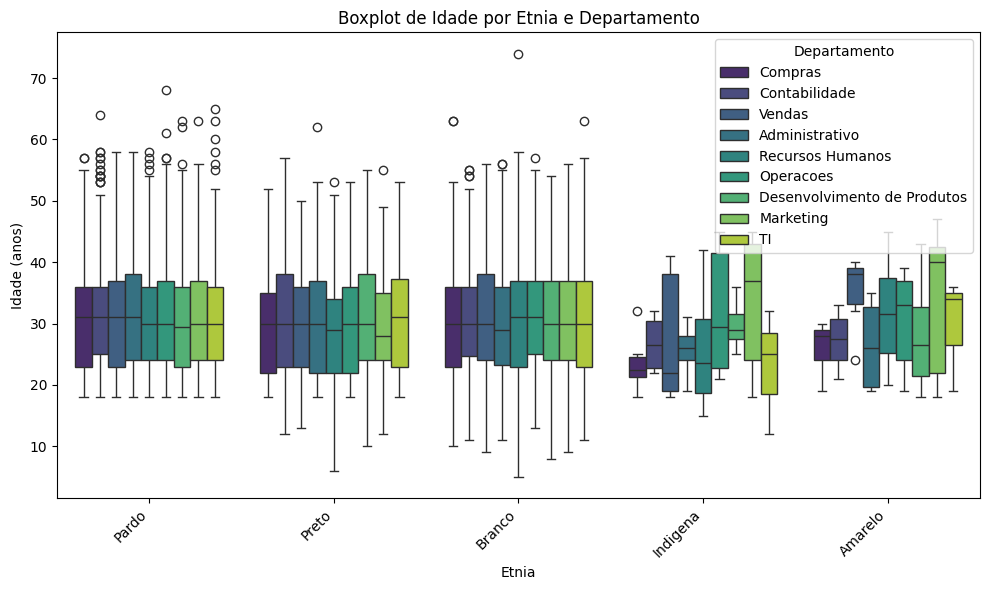 Boxplot de Idade por Etnia e Departamento
Departamento
Compras
Contabilidade
Vendas
Administrativo
Recursos Humanos
Operacoes
Desenvolvimento de Produtos
Marketing
TI
Idade (anos)
70
60
50
40
30
20
10
Pardo
Preto
Branco
Indigena
Amarelo
Etnia